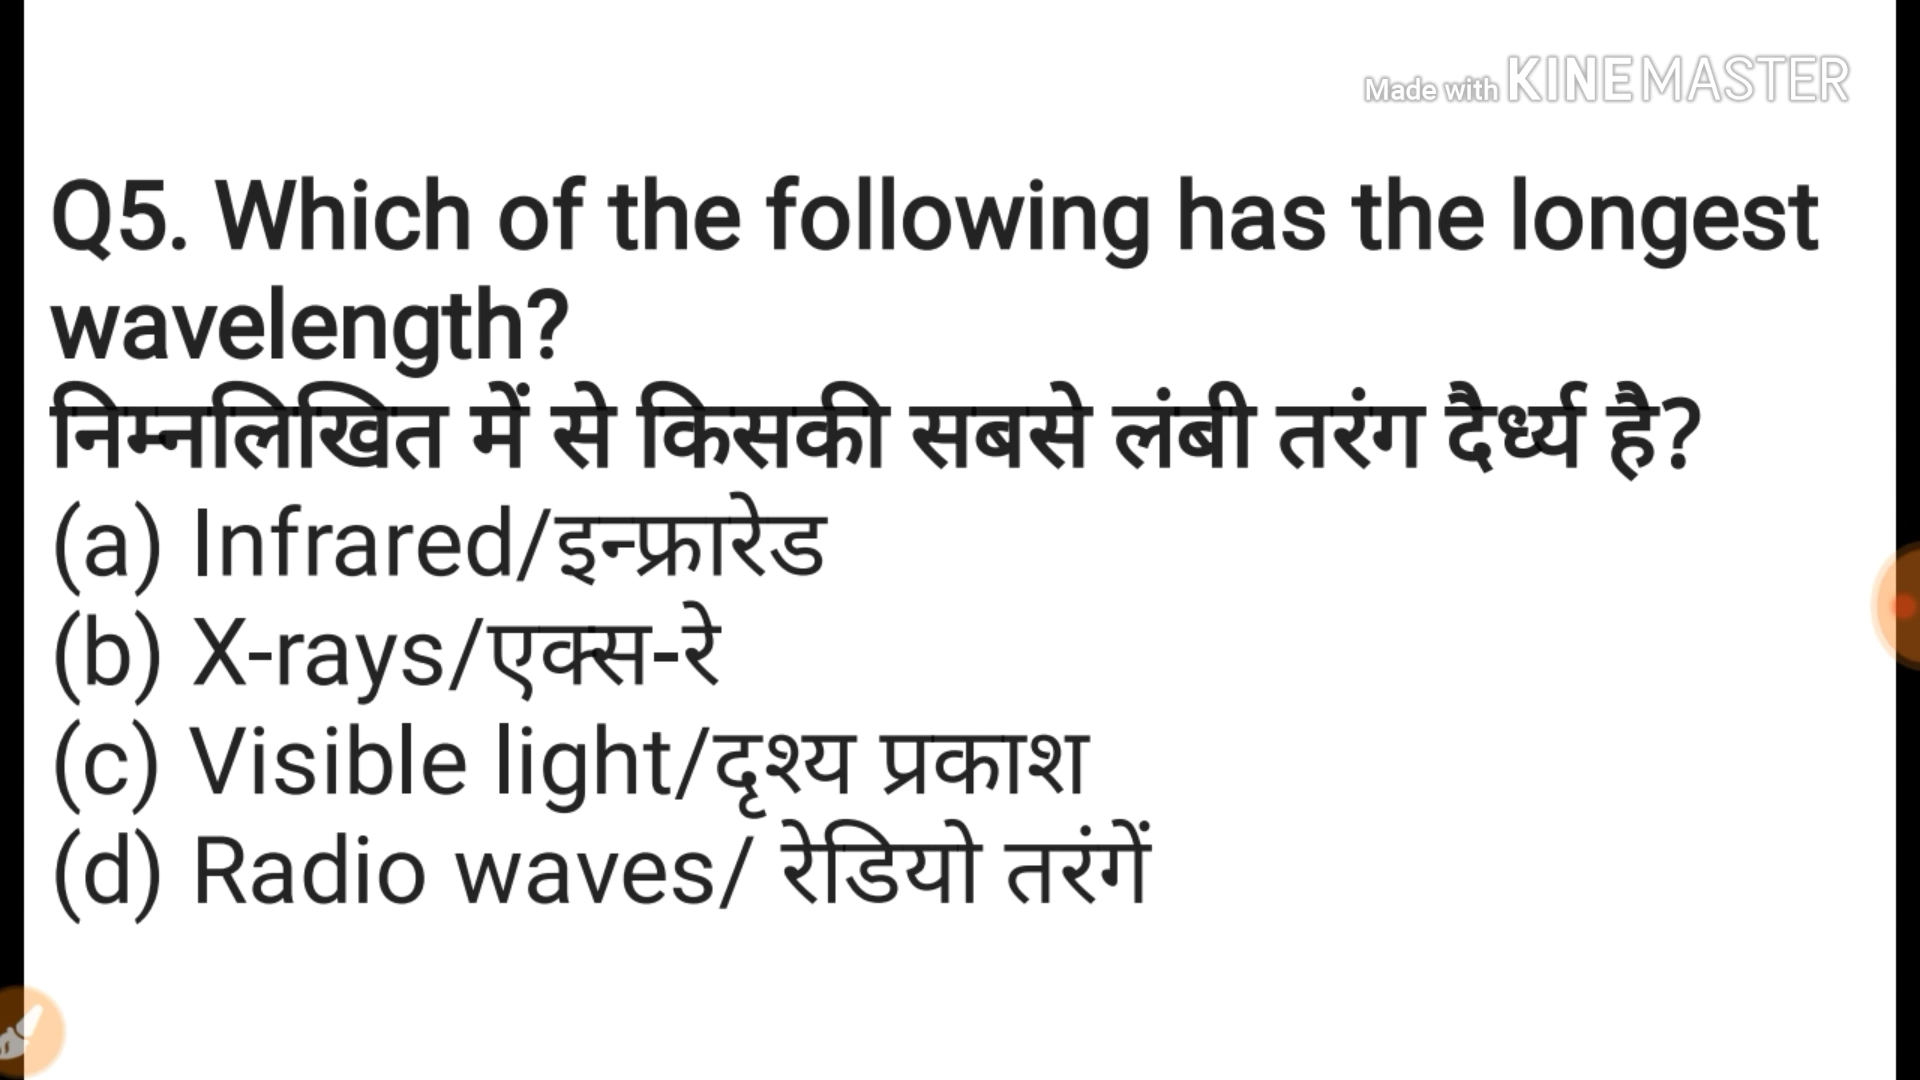 Made with KINEMASTER
Q5. Which of the following has the longest
wavelength?
निम्नलिखित में से किसकी सबसे लंबी तरंग दैर्ध्य है?
(a) Infrared/इन्फ्रारेड
(b) X-rays/एक्स-रे
(c) Visible light/दृश्य प्रकाश
(d) Radio waves/ रेडियो तरंगें